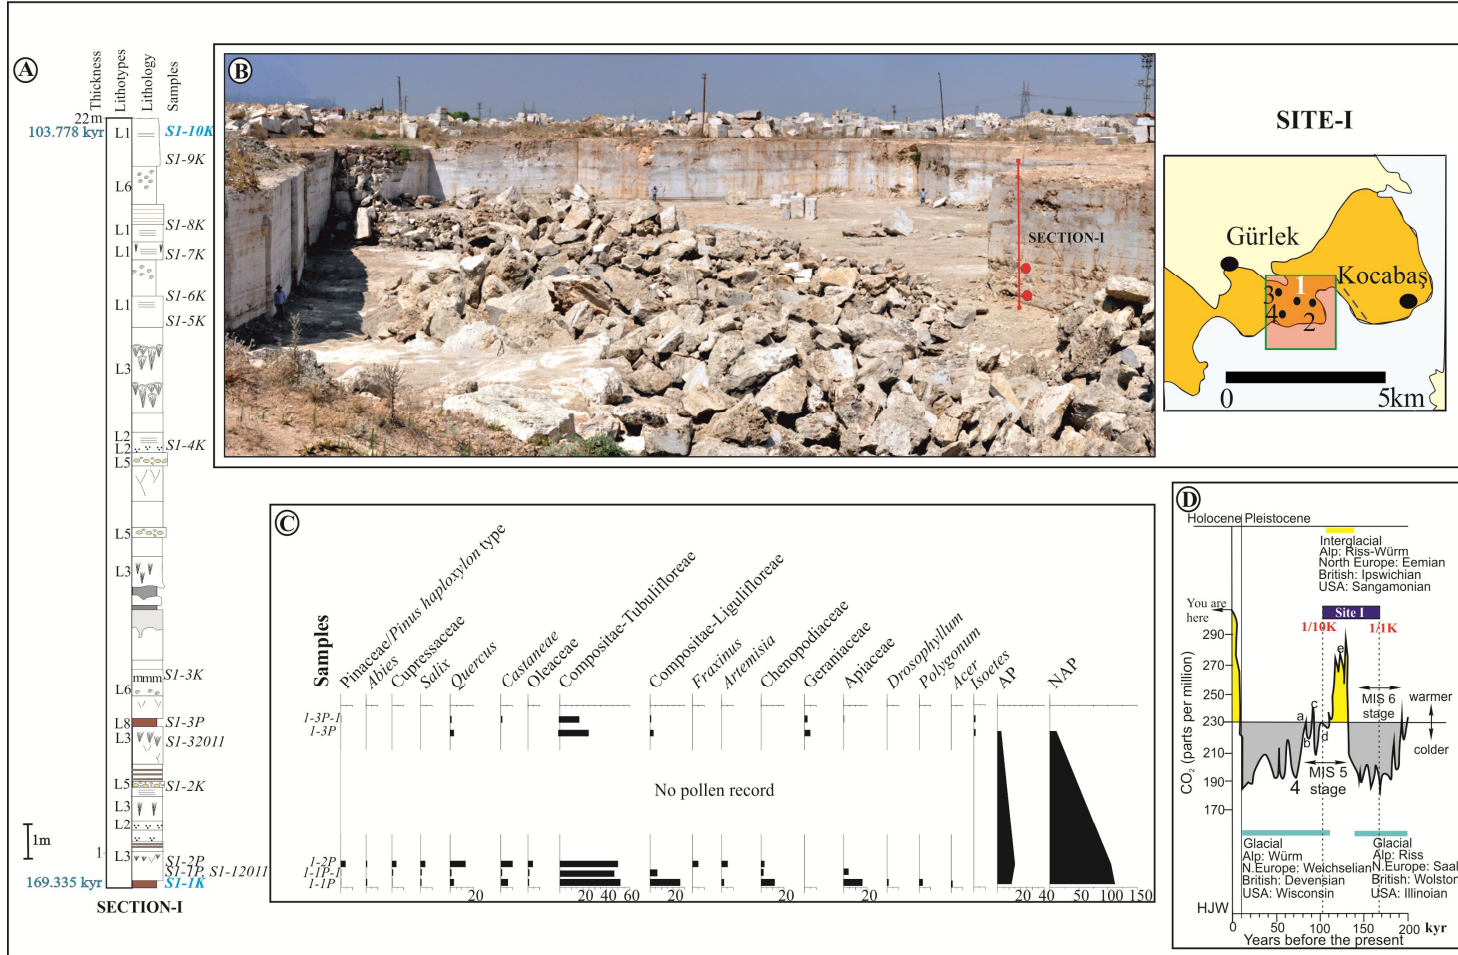 A
Thickness
Lithotypes
Lithology
Samples
22m
103.778 kyr
L1
S1-10K
S1-9K
L6
S1-8K
L1
L1
S1-7K
S1-6K
L1
S1-5K
L3
L2
L2
S1-4K
L5
L5
L3
S1-3K
mmm
L6
L8
S1-3P
L3
S1-32011
L5
S1-2K
L3
L2
1m
1
L3
S1-2P
S1-1P, S1-12011
169.335 kyr
S1-1K
SECTION-I
B
SECTION-I
SITE-I
Gürlek
Kocabaş
1
3
4
2
0
5km
C
Samples
Pinaceae/Pinus haploxylon type
Abies
Cupressaceae
Salix
Quercus
Castaneae
Oleaceae
Compositae-Tubulifloreae
Compositae-Ligulifloreae
Fraxinus
Artemisia
Chenopodiaceae
Geraniaceae
Apiaceae
Drosophyllum
Polygonum
Acer
Isoetes
AP
NAP
1-3P-1
1-3P
No pollen record
1-2P
1-1P-1
1-1P
20
20 40 60
20
20
20
20 40
50 100 150
D
Holocene Pleistocene
Interglacial
Alp: Riss-Würm
North Europe: Eemian
British: Ipswichian
USA: Sangamonian
You are
here
Site I
1/10K
1/1K
290
270
250
230
210
190
170
CO2 (parts per million)
e
c
a
b
d
MIS 6
stage
warmer
colder
4
MIS 5
stage
Glacial
Alp: Würm
N.Europe: Weichselian
British: Devensian
USA: Wisconsin
Glacial
Alp: Riss
N.Europe: Saal
British: Wolston
USA: Illinoian
HJW
0 50 100 150 200 kyr
Years before the present